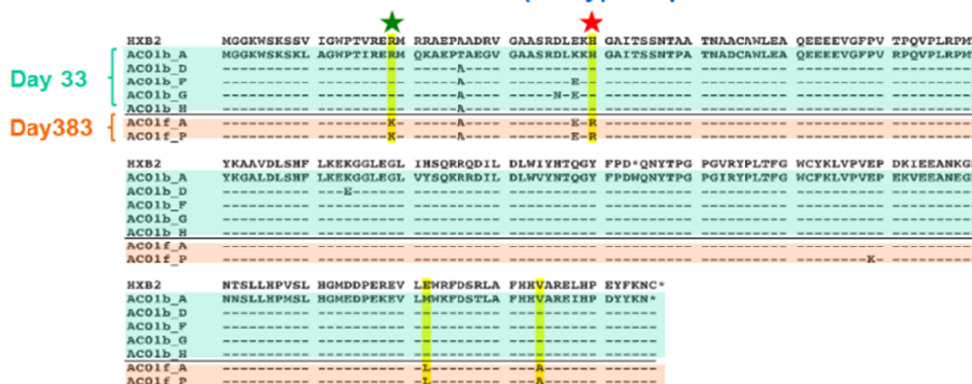 HXB2 MGGKWSKSSV IGWPTVRERM RRAEPAADRV GAASRDLEKH GAITSSNTAA TNAACAWLEA QEEEEVGFPV TPQVPLRPM
AC01b_A MGGKWSKSKL AGWPTIRERM QKAEPTAEGV GAASRDLKKH GAITSSNTPA TNADCAWLEA QEEEEVGFPV RPQVPLRPM
Day 33
AC01b_D A
AC01b_F A E
AC01b_G A N-E
AC01b_H A
Day383
AC01f_A K A E-R
AC01f_P K A E-R
HXB2 YKAAVDLSHF LKEKGGLEGL IHSQRRQDIL DLWIYHTQGY FPD*QNYTPG PGVRYPLTFG WCYKLVPVEP DKIEEANKG
AC01b_A YKGALDLSHF LKEKGGLEGL VYSQKRRDIL DLWVYNTQGY FPDWQNYTPG PGIRYPLTFG WCFKLVPVEP EKVEEANEG
AC01b_D E
AC01b_F
AC01b_G
AC01b_H
AC01f_A
AC01f_P K
HXB2 NTSLLHPVSL HGMDDPEREV LEWRFDSRLA FHHVARELHP EYFKNC*
AC01b_A NNSLLHPMSL HGMEDPEKEV LMWKFDSTLA FHHVAREIHP DYYKN*
AC01b_D
AC01b_F
AC01b_G
AC01b_H
AC01f_A L A
AC01f_P L A